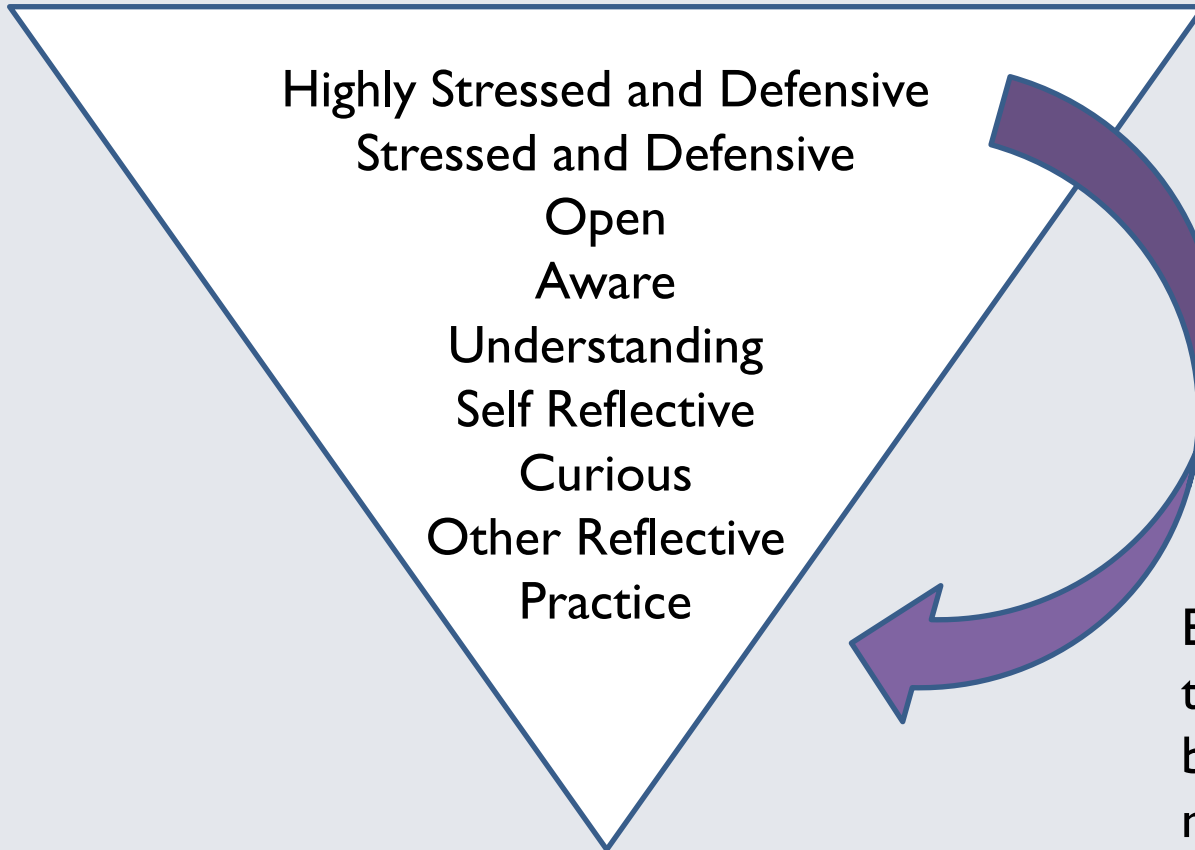 Highly Stressed and Defensive
Stressed and Defensive
Open
Aware
Understanding
Self Reflective
Curious
Other Reflective
Practice